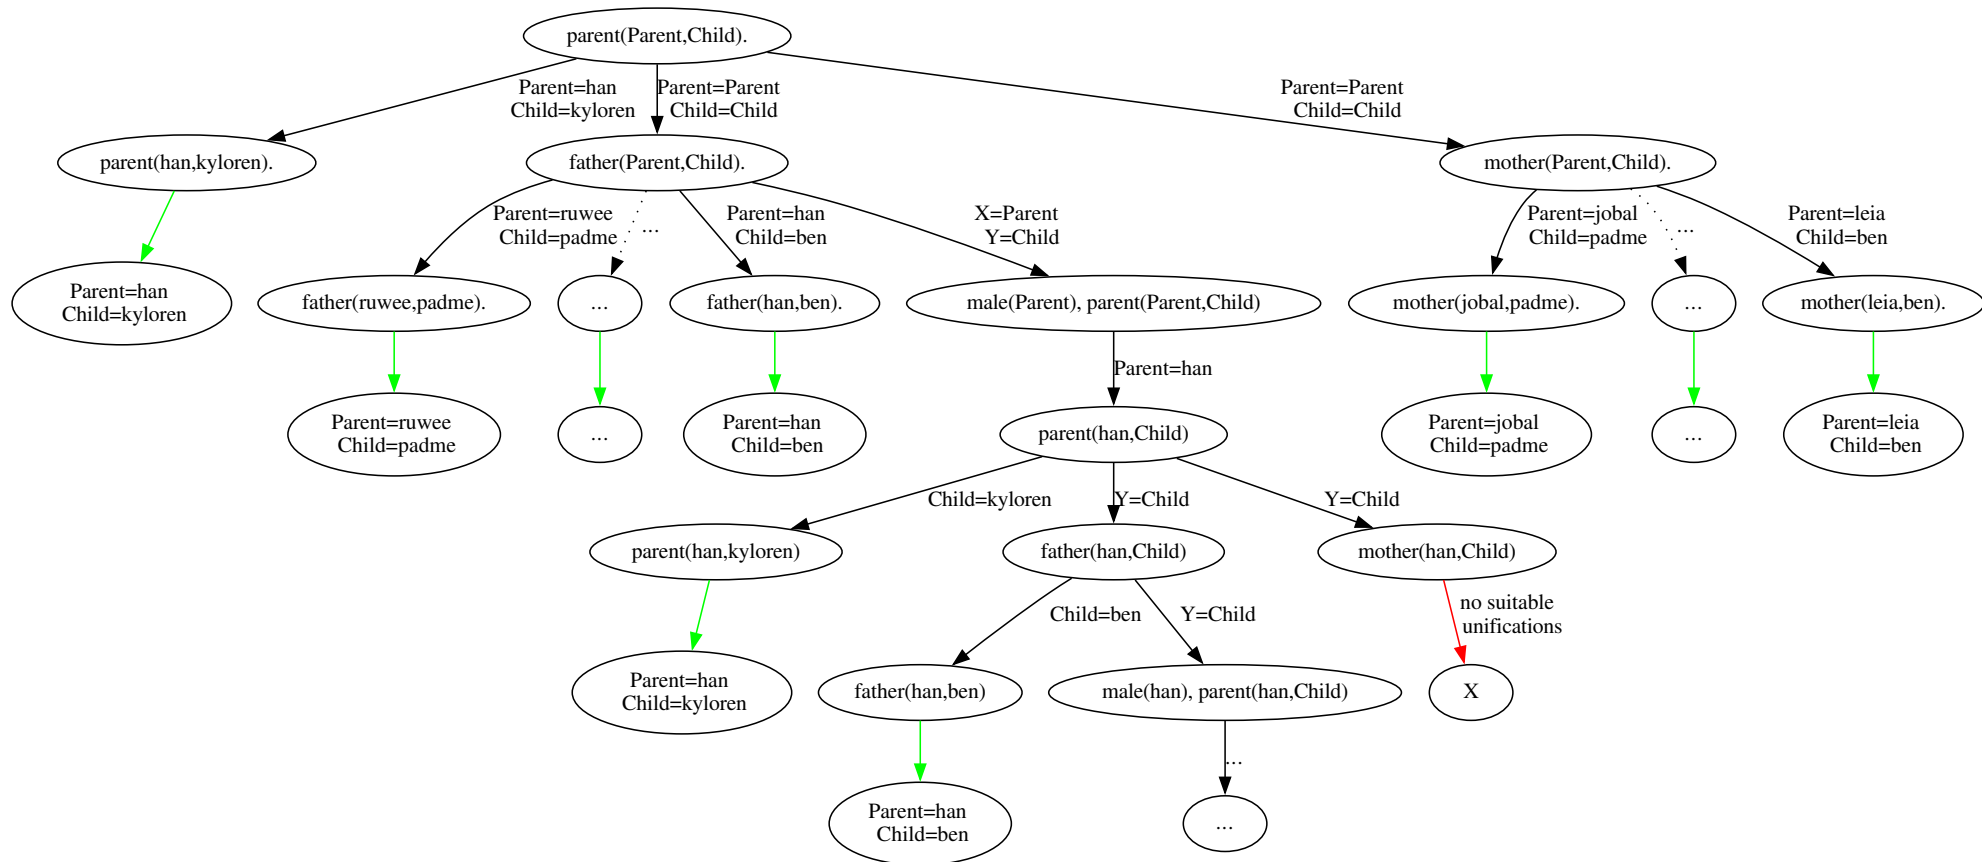 parent(Parent,Child).
Parent=han
Child=kyloren
Parent=Parent
Child=Child
Parent=Parent
Child=Child
parent(han,kyloren).
father(Parent,Child).
mother(Parent,Child).
Parent=ruwee
Child=padme
...
Parent=han
Child=ben
X=Parent
Y=Child
Parent=jobal
Child=padme
...
Parent=leia
Child=ben
Parent=han
Child=kyloren
father(ruwee,padme).
...
father(han,ben).
male(Parent), parent(Parent,Child)
mother(jobal,padme).
...
mother(leia,ben).
Parent=han
Parent=ruwee
Child=padme
...
Parent=han
Child=ben
parent(han,Child)
Parent=jobal
Child=padme
...
Parent=leia
Child=ben
Child=kyloren
Y=Child
Y=Child
parent(han,kyloren)
father(han,Child)
mother(han,Child)
Child=ben
Y=Child
no suitable
unifications
Parent=han
Child=kyloren
father(han,ben)
male(han), parent(han,Child)
X
...
Parent=han
Child=ben
...